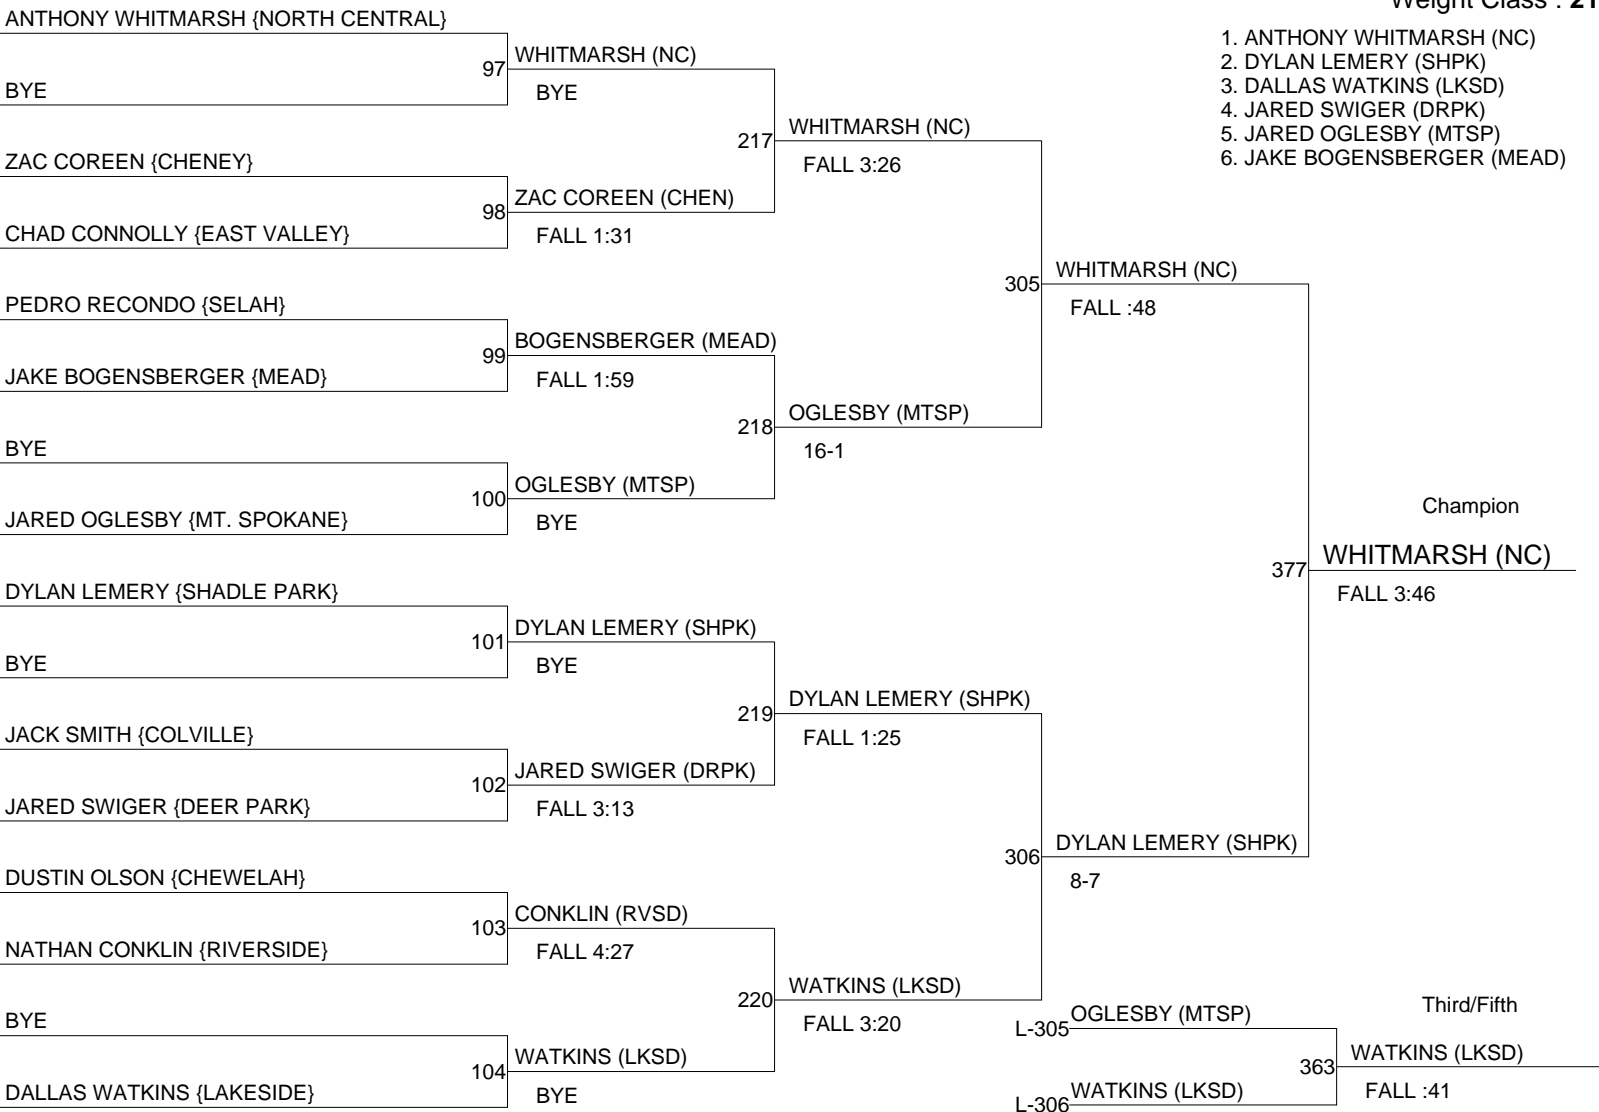 Weight Class : 21
1. ANTHONY WHITMARSH (NC)
2. DYLAN LEMERY (SHPK)
3. DALLAS WATKINS (LKSD)
4. JARED SWIGER (DRPK)
5. JARED OGLESBY (MTSP)
6. JAKE BOGENSBERGER (MEAD)
ANTHONY WHITMARSH {NORTH CENTRAL}
BYE
ZAC COREEN {CHENEY}
CHAD CONNOLLY {EAST VALLEY}
PEDRO RECONDO {SELAH}
JAKE BOGENSBERGER {MEAD}
BYE
JARED OGLESBY {MT. SPOKANE}
DYLAN LEMERY {SHADLE PARK}
BYE
JACK SMITH {COLVILLE}
JARED SWIGER {DEER PARK}
DUSTIN OLSON {CHEWELAH}
NATHAN CONKLIN {RIVERSIDE}
BYE
DALLAS WATKINS {LAKESIDE}
97 WHITMARSH (NC)
BYE
98 ZAC COREEN (CHEN)
FALL 1:31
99 BOGENSBERGER (MEAD)
FALL 1:59
100 OGLESBY (MTSP)
BYE
101 DYLAN LEMERY (SHPK)
BYE
102 JARED SWIGER (DRPK)
FALL 3:13
103 CONKLIN (RVSD)
FALL 4:27
104 WATKINS (LKSD)
BYE
217 WHITMARSH (NC)
FALL 3:26
218 OGLESBY (MTSP)
16-1
219 DYLAN LEMERY (SHPK)
FALL 1:25
220 WATKINS (LKSD)
FALL 3:20
305 WHITMARSH (NC)
FALL :48
306 DYLAN LEMERY (SHPK)
8-7
Champion
377 WHITMARSH (NC)
FALL 3:46
Third/Fifth
L-305 OGLESBY (MTSP)
L-306 WATKINS (LKSD)
363 WATKINS (LKSD)
FALL :41